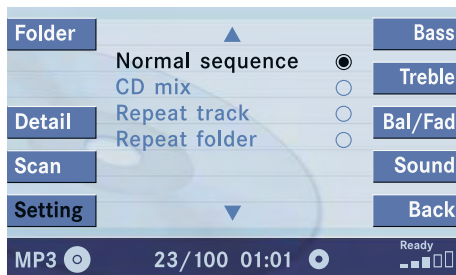 Folder
Detail
Scan
Setting
Normal sequence
CD mix
Repeat track
Repeat folder
Bass
Treble
Bal/Fad
Sound
Back
MP3
23/100 01:01
Ready